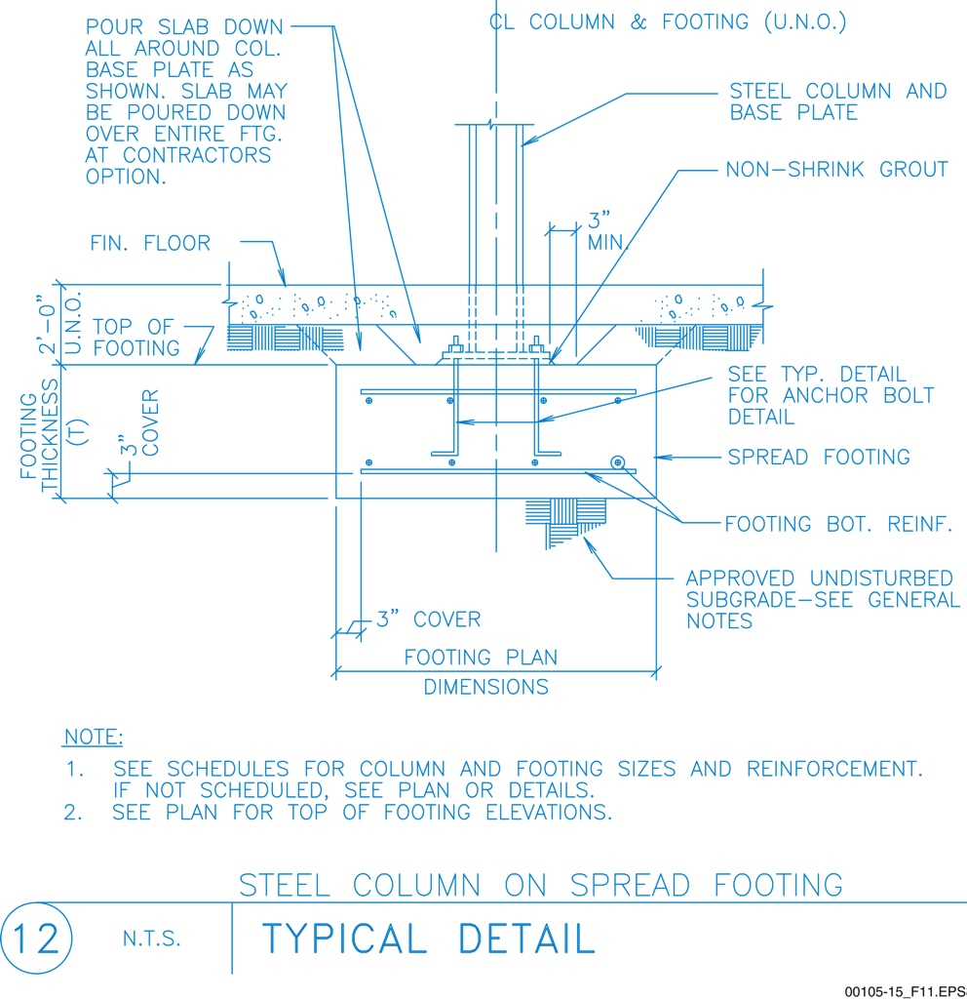 POUR SLAB DOWN
ALL AROUND COL.
BASE PLATE AS
SHOWN. SLAB MAY
BE POURED DOWN
OVER ENTIRE FTG.
AT CONTRACTORS
OPTION.
CL COLUMN & FOOTING (U.N.O.)
STEEL COLUMN AND
BASE PLATE
NON-SHRINK GROUT
3"
MIN.
FIN. FLOOR
2'-0"
U.N.O.
TOP OF
FOOTING
FOOTING
THICKNESS
(T)
3"
COVER
SEE TYP. DETAIL
FOR ANCHOR BOLT
DETAIL
SPREAD FOOTING
FOOTING BOT. REINF.
APPROVED UNDISTURBED
SUBGRADE-SEE GENERAL
NOTES
3" COVER
FOOTING PLAN
DIMENSIONS
NOTE:
1. SEE SCHEDULES FOR COLUMN AND FOOTING SIZES AND REINFORCEMENT.
IF NOT SCHEDULED, SEE PLAN OR DETAILS.
2. SEE PLAN FOR TOP OF FOOTING ELEVATIONS.
STEEL COLUMN ON SPREAD FOOTING
12 N.T.S. TYPICAL DETAIL
00105-15_F11.EPS